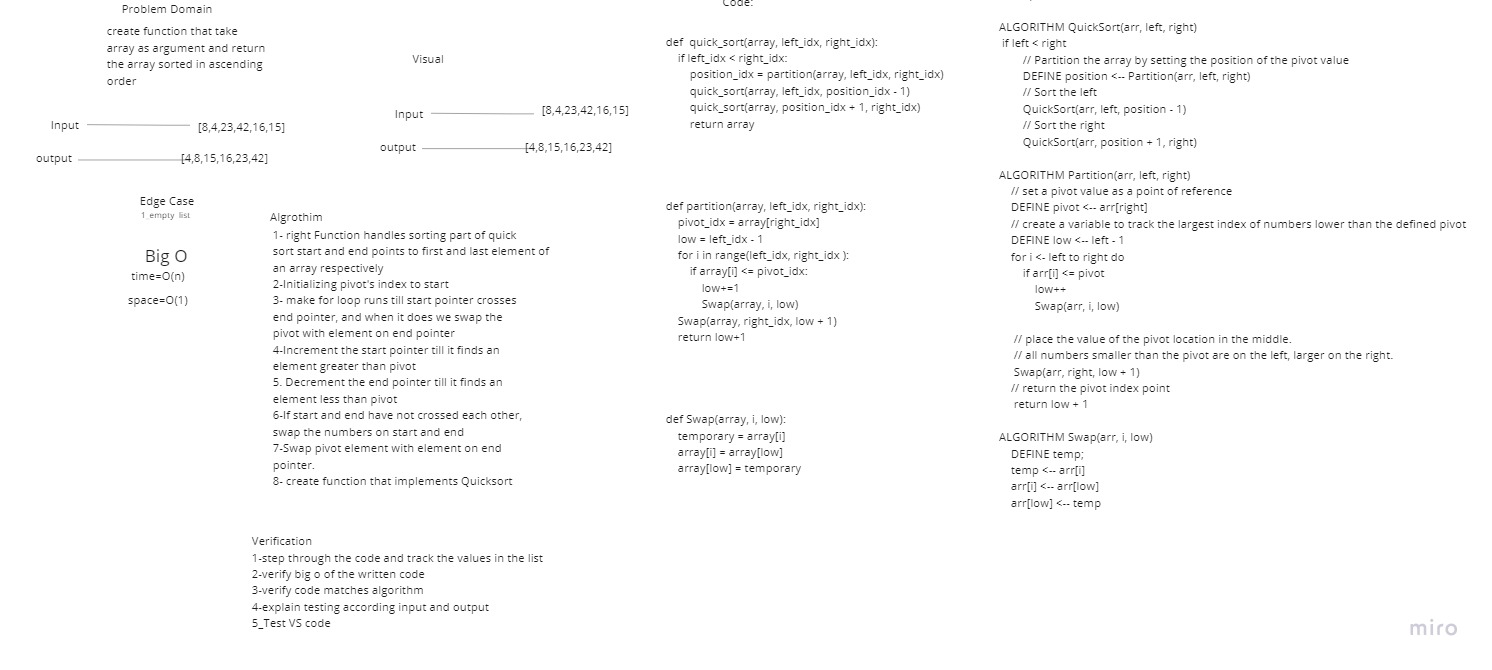 Problem Domain
create function that take
array as argument and return
the array sorted in ascending
order
Input
[8,4,23,42,16,15]
output
[4,8,15,16,23,42]
Visual
Input
[8,4,23,42,16,15]
output
[4,8,15,16,23,42]
Edge Case
1 empty list
Big O
time=O(n)
space=O(1)
Algrothim
1- right Function handles sorting part of quick
sort start and end points to first and last element of
an array respectively
2-Initializing pivot's index to start
3- make for loop runs till start pointer crosses
end pointer, and when it does we swap the
pivot with element on end pointer
4-Increment the start pointer till it finds an
element greater than pivot
5. Decrement the end pointer till it finds an
element less than pivot
6-If start and end have not crossed each other,
swap the numbers on start and end
7-Swap pivot element with element on end
pointer.
8- create function that implements Quicksort
Verification
1-step through the code and track the values in the list
2-verify big o of the written code
3-verify code matches algorithm
4-explain testing according input and output
5_Test VS code
Code:
def quick_sort(array, left_idx, right_idx):
if left_idx < right_idx:
position_idx = partition(array, left_idx, right_idx)
quick_sort(array, left_idx, position_idx - 1)
quick_sort(array, position_idx + 1, right_idx)
return array
def partition(array, left_idx, right_idx):
pivot_idx = array[right_idx]
low = left_idx - 1
for i in range(left_idx, right_idx ):
if array[i] <= pivot_idx:
low+=1
Swap(array, i, low)
Swap(array, right_idx, low + 1)
return low+1
def Swap(array, i, low):
temporary = array[i]
array[i] = array[low]
array[low] = temporary
ALGORITHM QuickSort(arr, left, right)
if left < right
// Partition the array by setting the position of the pivot value
DEFINE position <-- Partition(arr, left, right)
// Sort the left
QuickSort(arr, left, position - 1)
// Sort the right
QuickSort(arr, position + 1, right)
ALGORITHM Partition(arr, left, right)
// set a pivot value as a point of reference
DEFINE pivot <-- arr[right]
// create a variable to track the largest index of numbers lower than the defined pivot
DEFINE low <-- left - 1
for i <- left to right do
if arr[i] <= pivot
low++
Swap(arr, i, low)
// place the value of the pivot location in the middle.
// all numbers smaller than the pivot are on the left, larger on the right.
Swap(arr, right, low + 1)
// return the pivot index point
return low + 1
ALGORITHM Swap(arr, i, low)
DEFINE temp;
temp <-- arr[i]
arr[i] <-- arr[low]
arr[low] <-- temp
miro